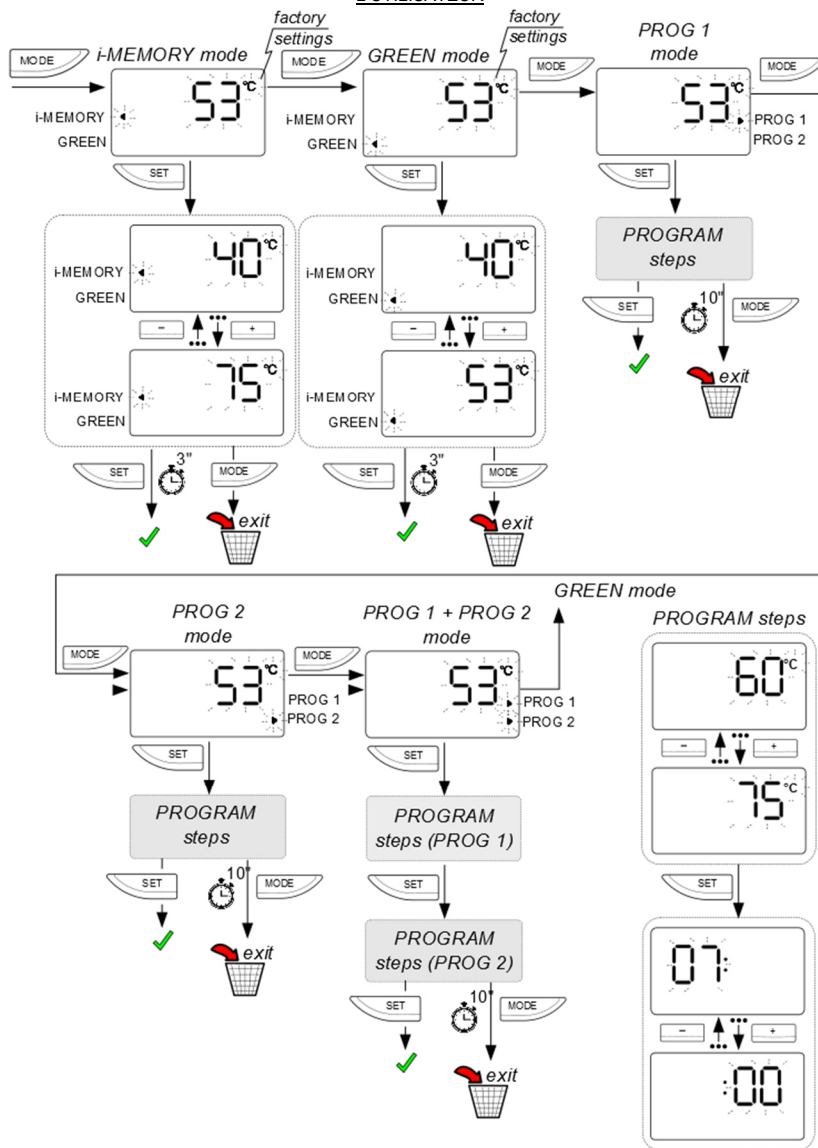 factory
settings
factory
settings
PROG 1
mode
i-MEMORY mode
GREEN mode
MODE
MODE
MODE
MODE
53°C
i-MEMORY
GREEN
53°C
i-MEMORY
GREEN
53°C
PROG 1
PROG 2
SET
SET
SET
40°C
i-MEMORY
GREEN
40°C
i-MEMORY
GREEN
PROGRAM
steps
- +
- +
SET
10"
MODE
75°C
i-MEMORY
GREEN
53°C
i-MEMORY
GREEN
exit
SET
3"
MODE
SET
3"
MODE
exit
exit
GREEN mode
PROG 2
mode
PROG 1 + PROG 2
mode
PROGRAM steps
MODE
53°C
PROG 1
PROG 2
MODE
53°C
PROG 1
PROG 2
60°C
- +
75°C
SET
SET
PROGRAM
steps
PROGRAM
steps (PROG 1)
SET
10"
MODE
SET
SET
exit
PROGRAM
steps (PROG 2)
07:
SET
10"
MODE
- +
:00
exit